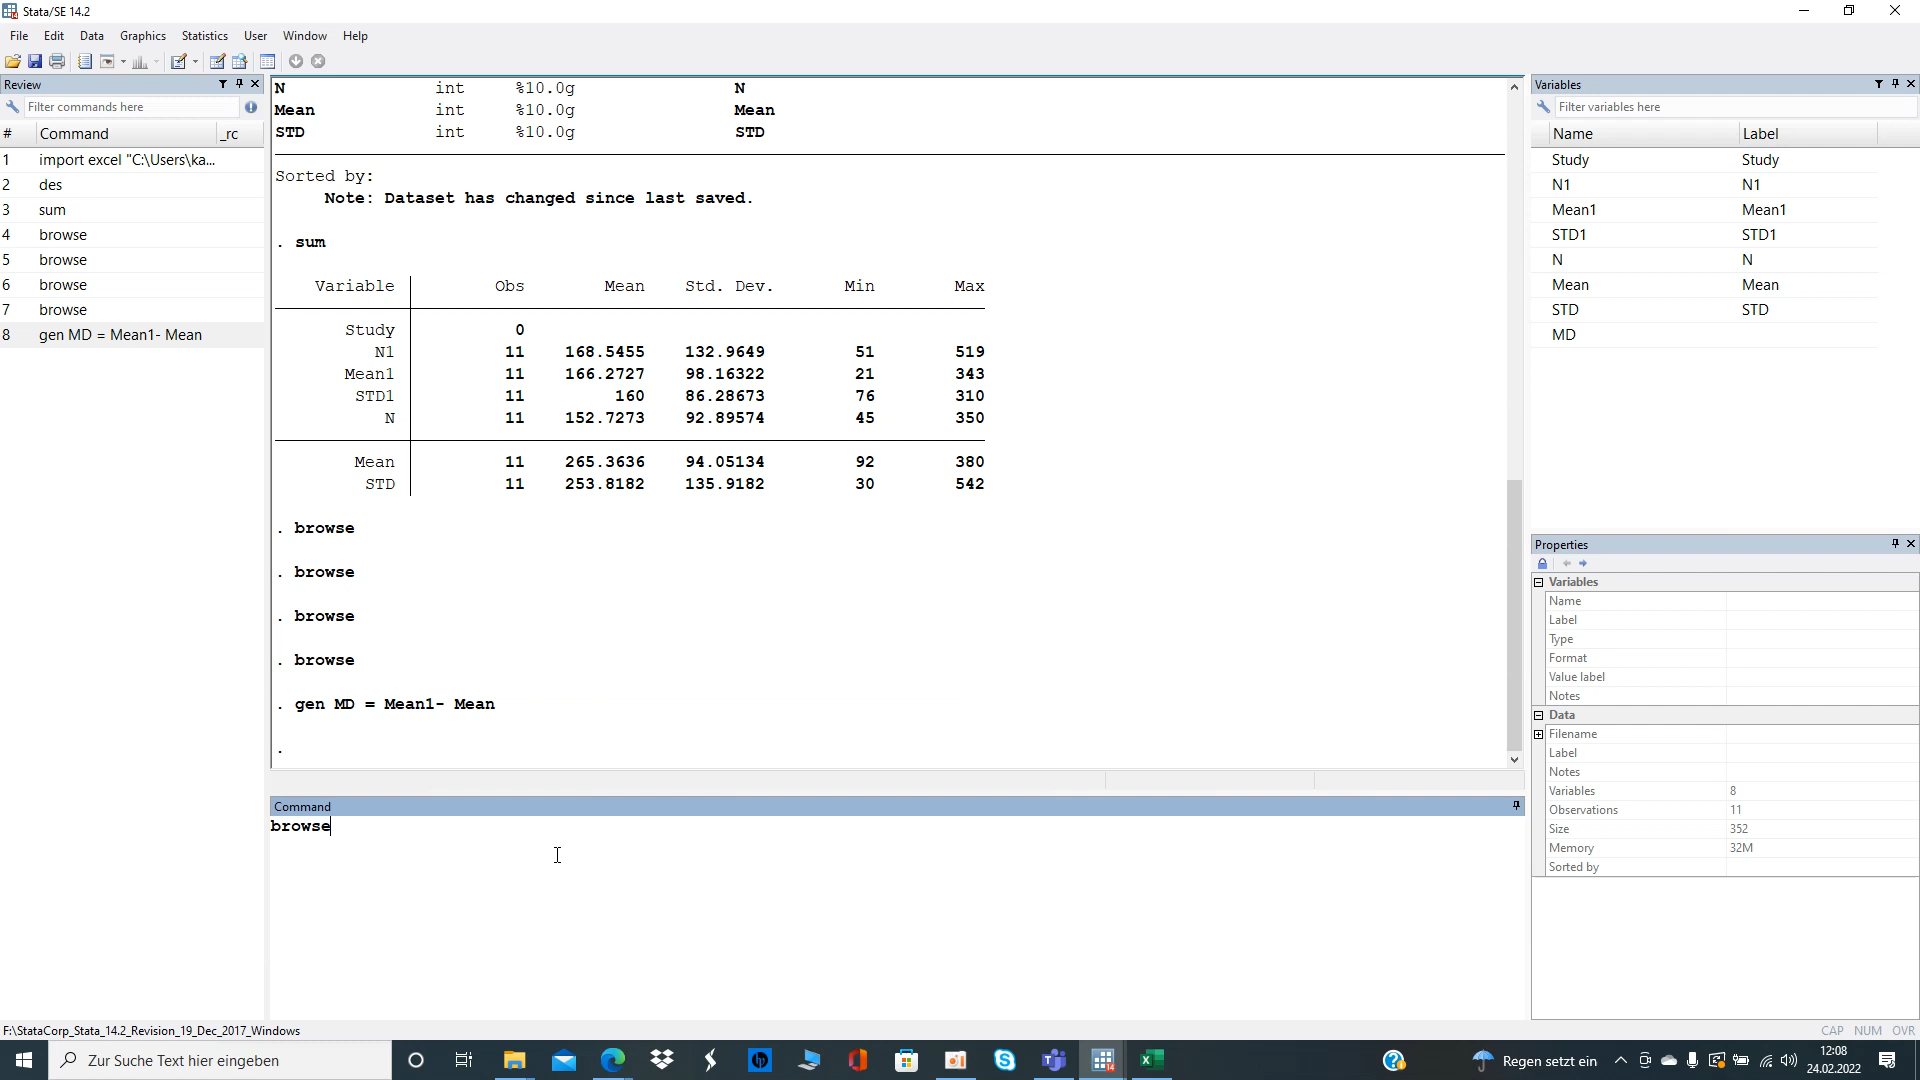 Stata/SE 14.2
File Edit Data Graphics Statistics User Window Help
Review
Filter commands here
# Command _rc
1 import excel "C:\Users\ka...
2 des
3 sum
4 browse
5 browse
6 browse
7 browse
8 gen MD = Mean1- Mean
N int %10.0g N
Mean int %10.0g Mean
STD int %10.0g STD
Sorted by:
Note: Dataset has changed since last saved.
. sum
Variable Obs Mean Std. Dev. Min Max
Study 0
N1 11 168.5455 132.9649 51 519
Mean1 11 166.2727 98.16322 21 343
STD1 11 160 86.28673 76 310
N 11 152.7273 92.89574 45 350
Mean 11 265.3636 94.05134 92 380
STD 11 253.8182 135.9182 30 542
. browse
. browse
. browse
. browse
. gen MD = Mean1- Mean
.
Command
browse
Variables
Filter variables here
Name Label
Study Study
N1 N1
Mean1 Mean1
STD1 STD1
N N
Mean Mean
STD STD
MD
Properties
Variables
Name
Label
Type
Format
Value label
Notes
Data
Filename
Label
Notes
Variables 8
Observations 11
Size 352
Memory 32M
Sorted by
F:\StataCorp_Stata_14.2_Revision_19_Dec_2017_Windows
CAP NUM OVR
Zur Suche Text hier eingeben
Regen setzt ein
12:08
24.02.2022